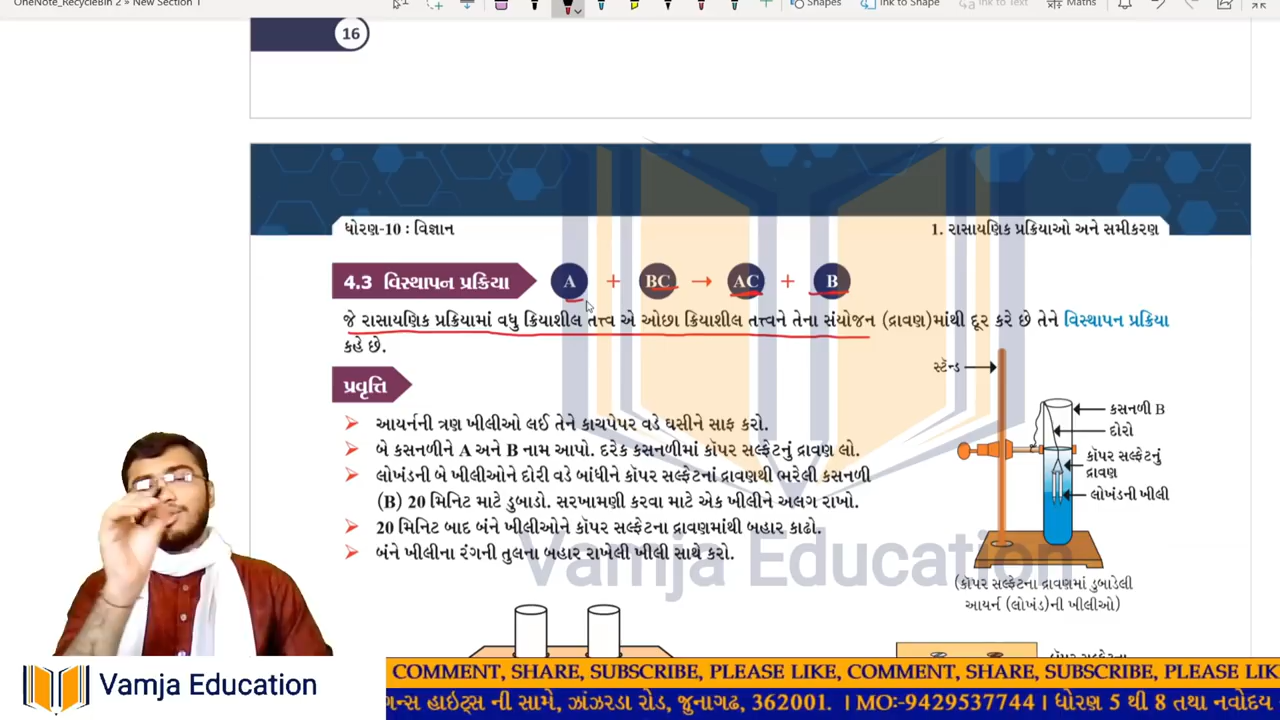 OneNote_RecycleBin 2 » New Section 1
Shapes
Ink to Shape
Ink to Text
Maths
16
ધોરણ-10 : વિજ્ઞાન
1. રાસાયણિક પ્રક્રિયાઓ અને સમીકરણ
4.3 વિસ્થાપન પ્રક્રિયા A + BC → AC + B
જે રાસાયણિક પ્રક્રિયામાં વધુ ક્રિયાશીલ તત્ત્વ એ ઓછા ક્રિયાશીલ તત્ત્વને તેના સંયોજન (દ્રાવણ)માંથી દૂર કરે છે તેને વિસ્થાપન પ્રક્રિયા
કહે છે.
પ્રવૃત્તિ
➢ આયર્નની ત્રણ ખીલીઓ લઈ તેને કાચપેપર વડે ઘસીને સાફ કરો.
➢ બે કસનળીને A અને B નામ આપો. દરેક કસનળીમાં કૉપર સલ્ફેટનું દ્રાવણ લો.
➢ લોખંડની બે ખીલીઓને દોરી વડે બાંધીને કૉપર સલ્ફેટનાં દ્રાવણથી ભરેલી કસનળી
(B) 20 મિનિટ માટે ડુબાડો. સરખામણી કરવા માટે એક ખીલીને અલગ રાખો.
➢ 20 મિનિટ બાદ બંને ખીલીઓને કૉપર સલ્ફેટના દ્રાવણમાંથી બહાર કાઢો.
➢ બંને ખીલીના રંગની તુલના બહાર રાખેલી ખીલી સાથે કરો.
સ્ટૅન્ડ
કસનળી B
દોરો
કૉપર સલ્ફેટનું
દ્રાવણ
લોખંડની ખીલી
(કૉપર સલ્ફેટના દ્રાવણમાં ડુબાડેલી
આયર્ન (લોખંડ)ની ખીલીઓ)
Vamja Education
Vamja Education
COMMENT, SHARE, SUBSCRIBE, PLEASE LIKE, COMMENT, SHARE, SUBSCRIBE, PLEASE LIKE,
ગન્સ હાઇટ્સ ની સામે, ઝાંઝરડા રોડ, જુનાગઢ, 362001. | MO:-9429537744 | ધોરણ 5 થી 8 તથા નવોદય